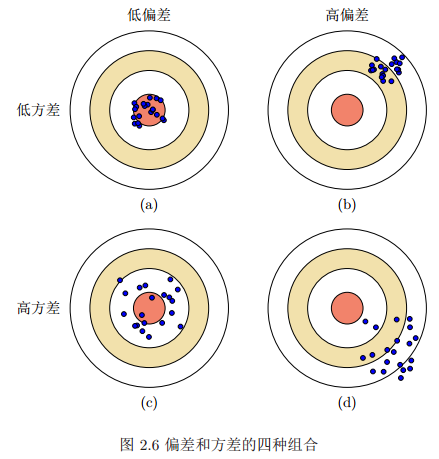 低偏差 高偏差
低方差
(a) (b)
高方差
(c) (d)
图 2.6 偏差和方差的四种组合